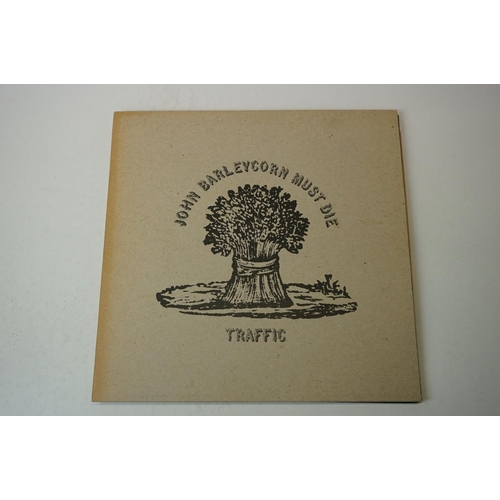 JOHN BARLEYCORN MUST DIE
TRAFFIC